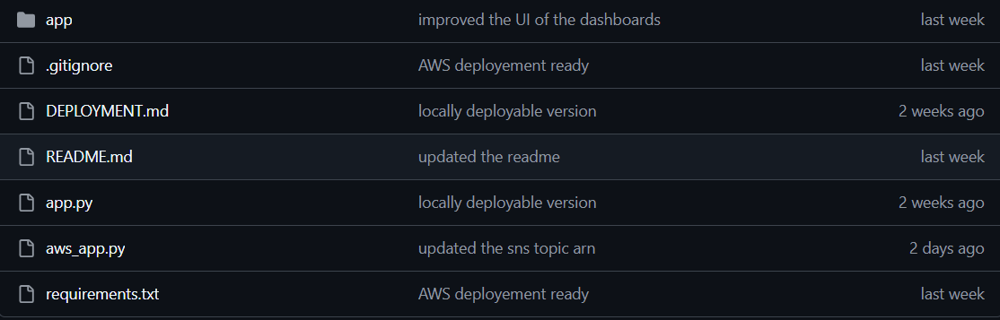 app improved the UI of the dashboards last week
.gitignore AWS deployement ready last week
DEPLOYMENT.md locally deployable version 2 weeks ago
README.md updated the readme last week
app.py locally deployable version 2 weeks ago
aws_app.py updated the sns topic arn 2 days ago
requirements.txt AWS deployement ready last week